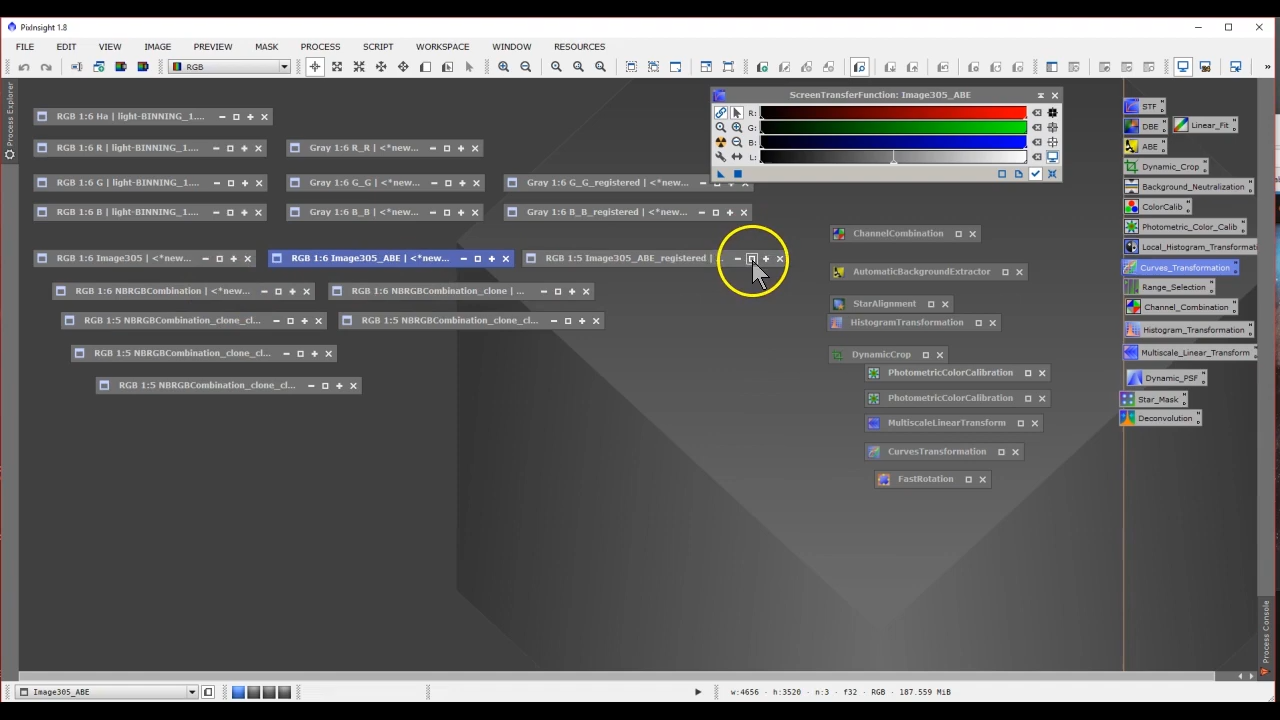 PixInsight 1.8
FILE EDIT VIEW IMAGE PREVIEW MASK PROCESS SCRIPT WORKSPACE WINDOW RESOURCES
RGB
Process Explorer
ScreenTransferFunction: Image305_ABE
R:
G:
B:
L:
RGB 1:6 Ha | light-BINNING_1....
RGB 1:6 R | light-BINNING_1....
Gray 1:6 R_R | <*new...
RGB 1:6 G | light-BINNING_1....
Gray 1:6 G_G | <*new...
Gray 1:6 G_G_registered | <*new...
RGB 1:6 B | light-BINNING_1....
Gray 1:6 B_B | <*new...
Gray 1:6 B_B_registered | <*new...
RGB 1:6 Image305 | <*new...
RGB 1:6 Image305_ABE | <*new...
RGB 1:5 Image305_ABE_registered | ...
RGB 1:6 NBRGBCombination | <*new...
RGB 1:6 NBRGBCombination_clone | ...
RGB 1:5 NBRGBCombination_clone_cl...
RGB 1:6 NBRGBCombination_clone_cl...
RGB 1:5 NBRGBCombination_clone_cl...
RGB 1:5 NBRGBCombination_clone_cl...
ChannelCombination
AutomaticBackgroundExtractor
StarAlignment
HistogramTransformation
DynamicCrop
PhotometricColorCalibration
PhotometricColorCalibration
MultiscaleLinearTransform
CurvesTransformation
FastRotation
STF
DBE
Linear_Fit
ABE
Dynamic_Crop
Background_Neutralization
ColorCalib
Photometric_Color_Calib
Local_Histogram_Transformat
Curves_Transformation
Range_Selection
Channel_Combination
Histogram_Transformation
Multiscale_Linear_Transform
Dynamic_PSF
Star_Mask
Deconvolution
Process Console
Image305_ABE
w:4656 · h:3520 · n:3 · f32 · RGB · 187.559 MiB